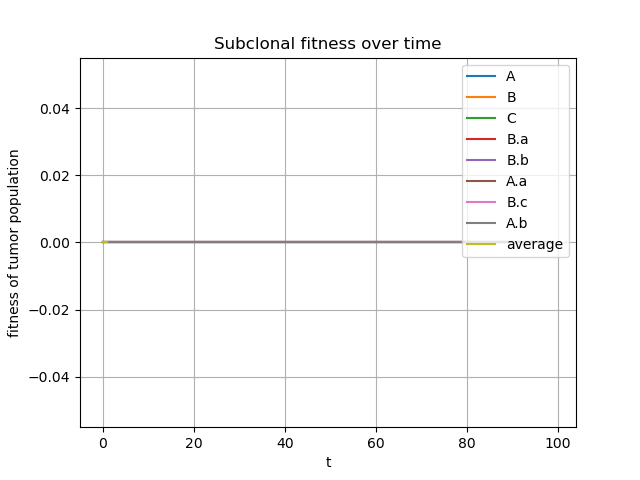 Subclonal fitness over time
fitness of tumor population
0.04
0.02
0.00
−0.02
−0.04
A
B
C
B.a
B.b
A.a
B.c
A.b
average
0
20
40
60
80
100
t